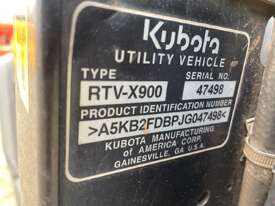 Kubota
UTILITY VEHICLE
TYPE SERIAL NO.
RTV-X900 47498
PRODUCT IDENTIFICATION NUMBER
>A5KB2FDBPJG047498<
KUBOTA MANUFACTURING
of AMERICA CORP.
GAINESVILLE, GA U.S.A.